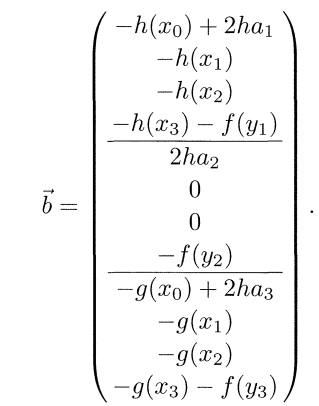 −h(x₀) + 2ha₁
−h(x₁)
−h(x₂)
−h(x₃) − f(y₁)
2ha₂
0
b⃗ =
0
.
−f(y₂)
−g(x₀) + 2ha₃
−g(x₁)
−g(x₂)
−g(x₃) − f(y₃)